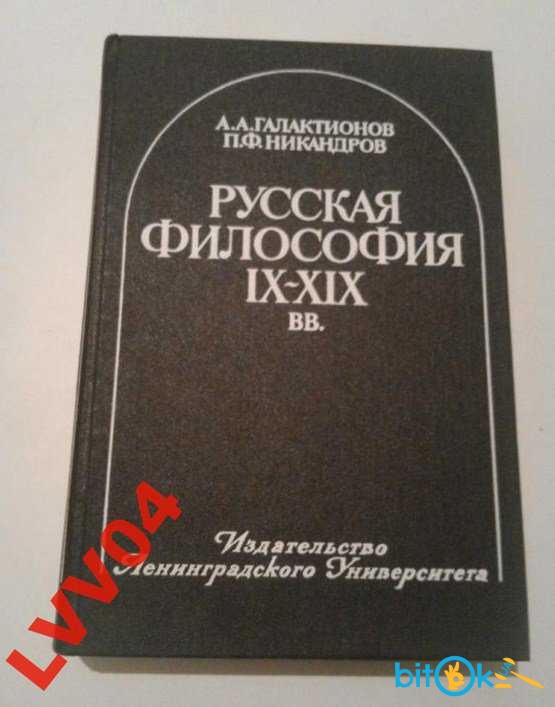 А.А.ГАЛАКТИОНОВ
П.Ф.НИКАНДРОВ
РУССКАЯ
ФИЛОСОФИЯ
IX-XIX
ВВ.
Издательство
Ленинградского Университета
LVV04
bitOk